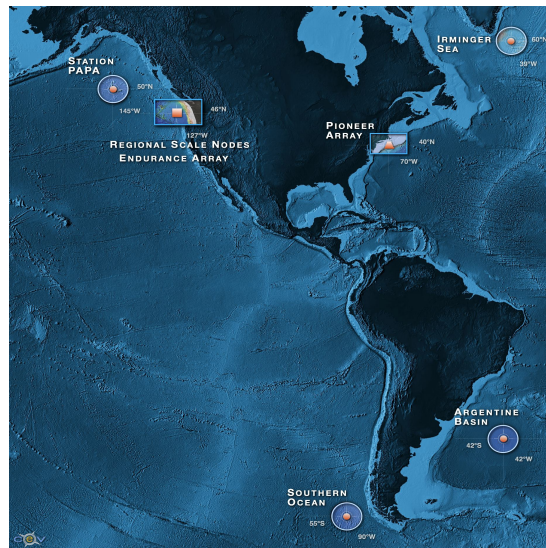 IRMINGER
SEA
60°N
39°W
STATION
PAPA
50°N
145°W
46°N
127°W
REGIONAL SCALE NODES
ENDURANCE ARRAY
PIONEER
ARRAY
40°N
70°W
ARGENTINE
BASIN
42°S
42°W
SOUTHERN
OCEAN
55°S
90°W